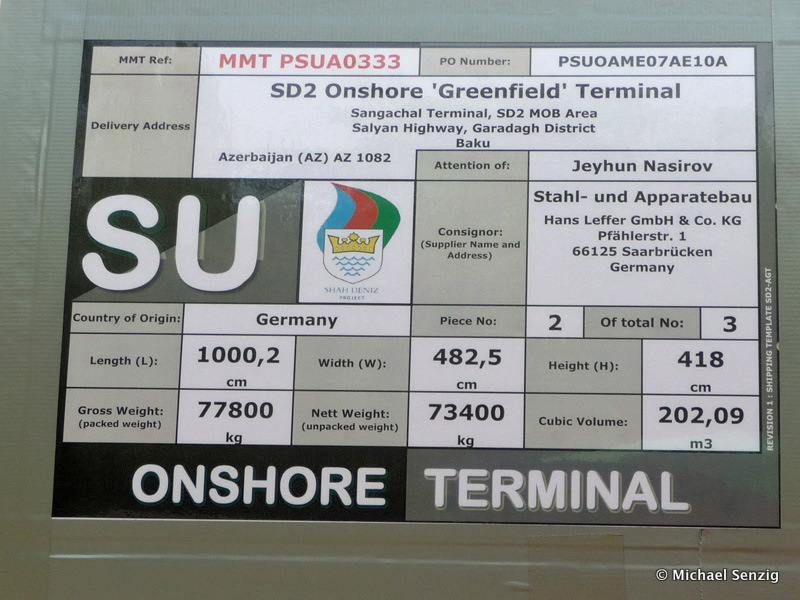 MMT Ref:
MMT PSUA0333
PO Number:
PSUOAME07AE10A
Delivery Address
SD2 Onshore 'Greenfield' Terminal
Sangachal Terminal, SD2 MOB Area
Salyan Highway, Garadagh District
Baku
Azerbaijan (AZ) AZ 1082
Attention of:
Jeyhun Nasirov
SU
SHAH DENIZ
PROJECT
Consignor:
(Supplier Name and
Address)
Stahl- und Apparatebau
Hans Leffer GmbH & Co. KG
Pfählerstr. 1
66125 Saarbrücken
Germany
Country of Origin:
Germany
Piece No:
2
Of total No:
3
Length (L):
1000,2
cm
Width (W):
482,5
cm
Height (H):
418
cm
Gross Weight:
(packed weight)
77800
kg
Nett Weight:
(unpacked weight)
73400
kg
Cubic Volume:
202,09
m3
REVISION 1 : SHIPPING TEMPLATE SD2-AGT
ONSHORE TERMINAL
© Michael Senzig